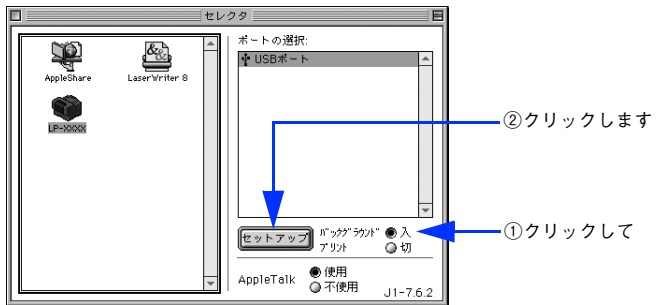 セレクタ
AppleShare
LaserWriter 8
LP-XXXX
ポートの選択:
USBポート
②クリックします
セットアップ
バックグラウンド
プリント
入
切
①クリックして
AppleTalk
使用
不使用
J1-7.6.2